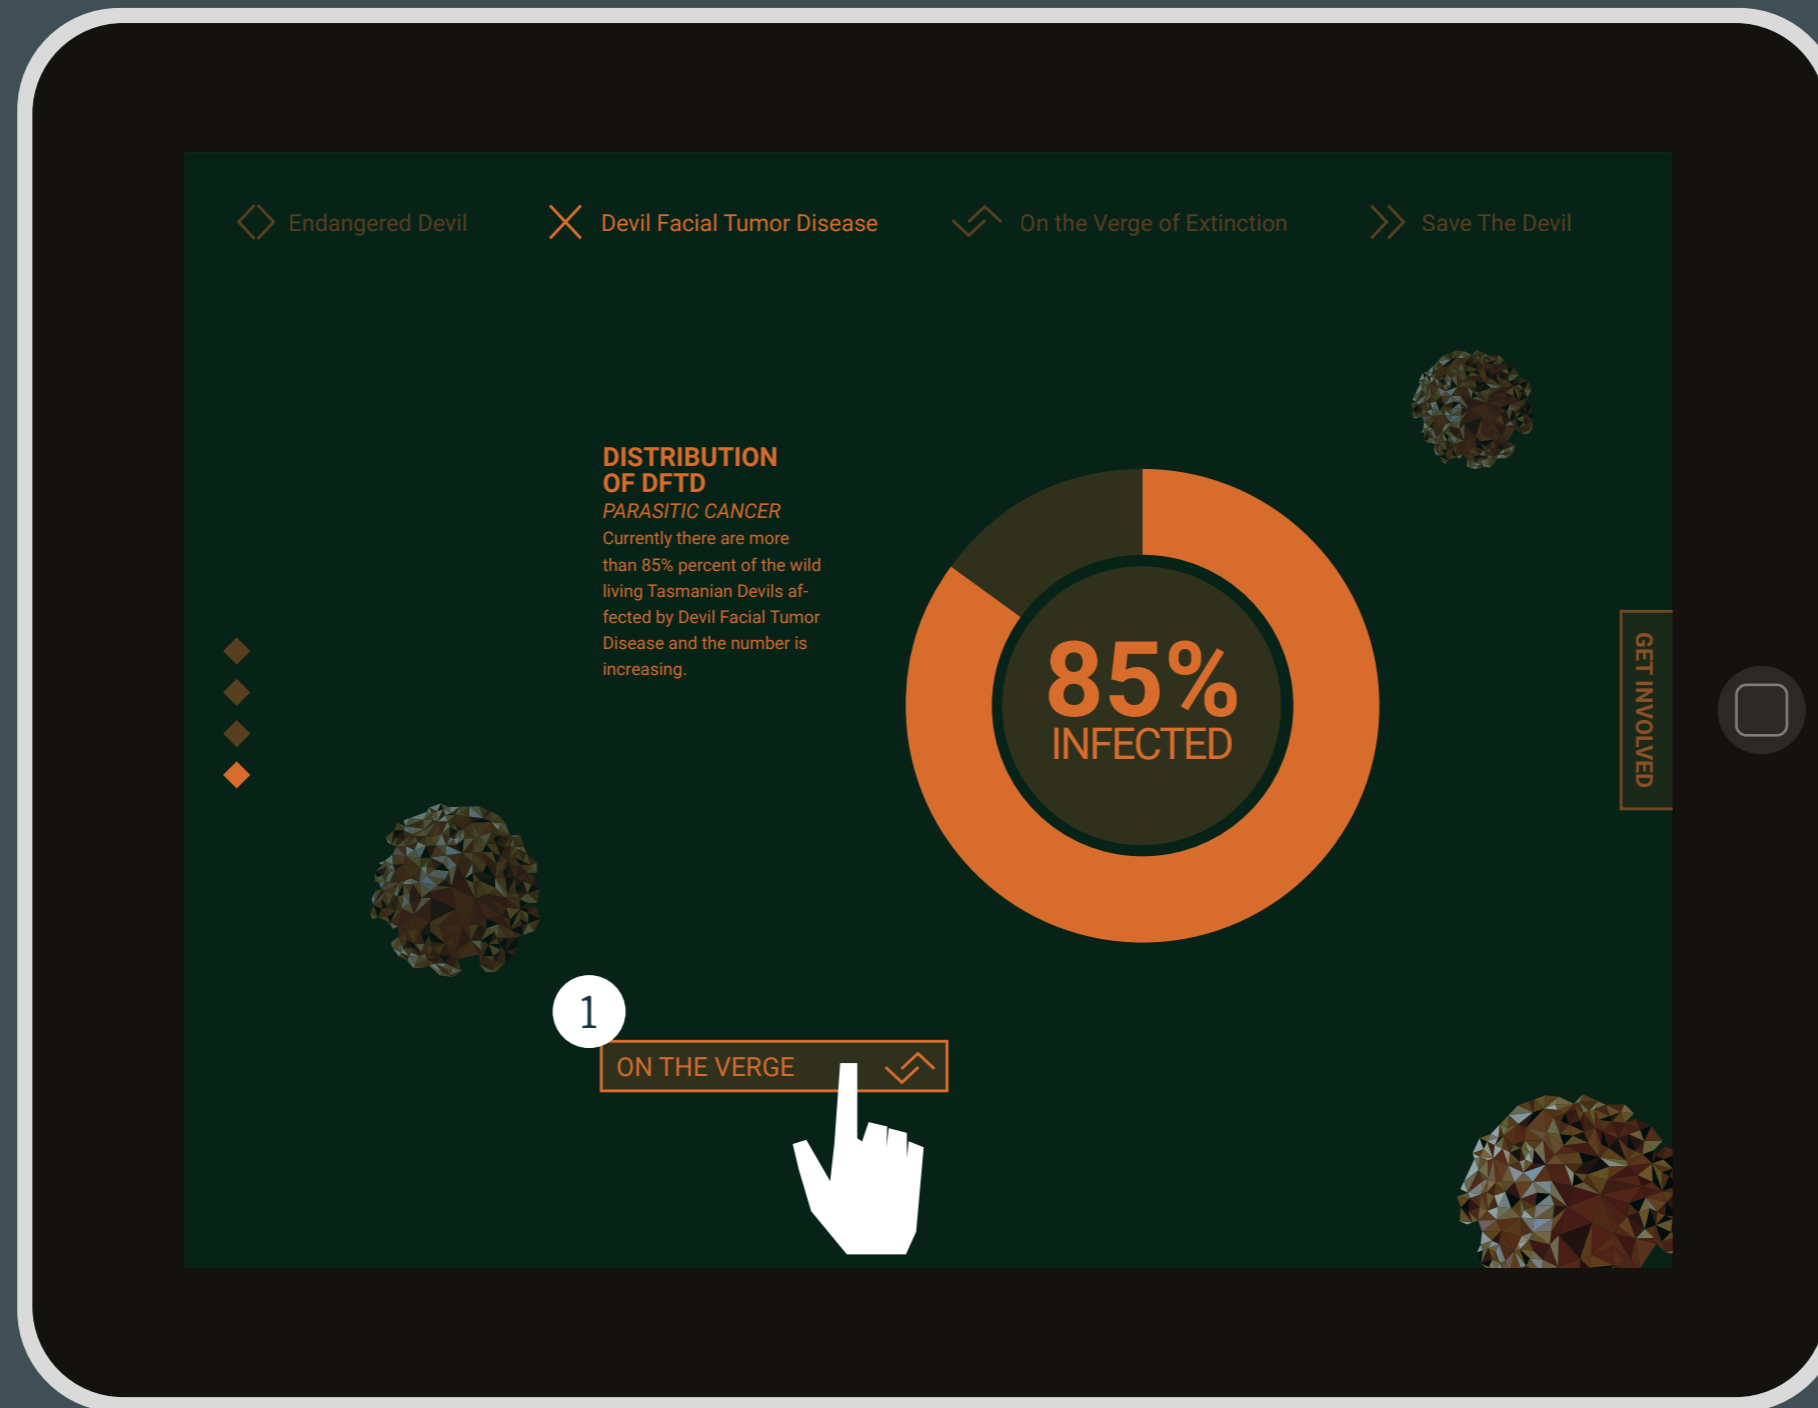 Endangered Devil
Devil Facial Tumor Disease
On the Verge of Extinction
Save The Devil
DISTRIBUTION
OF DFTD
PARASITIC CANCER
Currently there are more
than 85% percent of the wild
living Tasmanian Devils af-
fected by Devil Facial Tumor
Disease and the number is
increasing.
85%
INFECTED
GET INVOLVED
1
ON THE VERGE